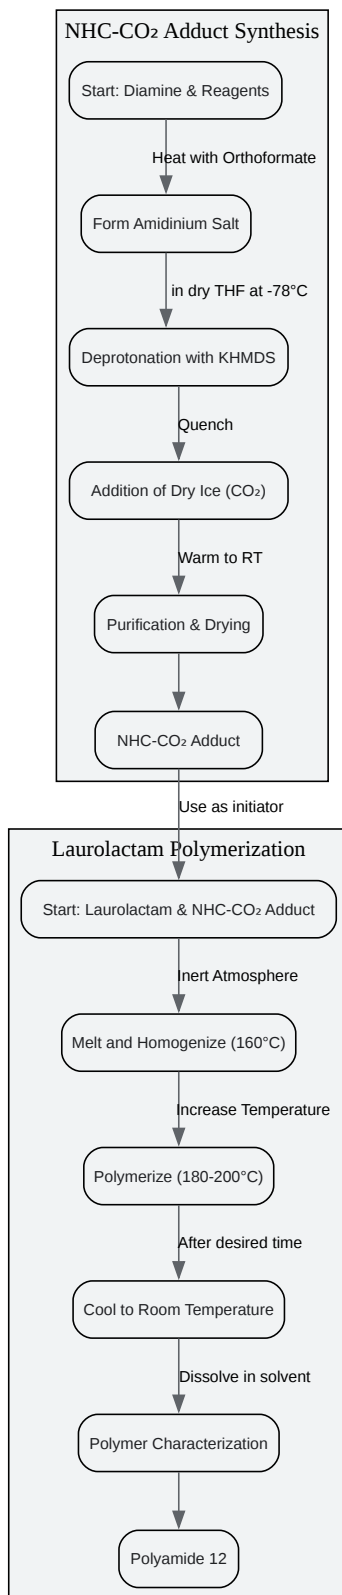 NHC-CO₂ Adduct Synthesis
Start: Diamine & Reagents
Heat with Orthoformate
Form Amidinium Salt
in dry THF at -78°C
Deprotonation with KHMDS
Quench
Addition of Dry Ice (CO₂)
Warm to RT
Purification & Drying
NHC-CO₂ Adduct
Use as initiator
Laurolactam Polymerization
Start: Laurolactam & NHC-CO₂ Adduct
Inert Atmosphere
Melt and Homogenize (160°C)
Increase Temperature
Polymerize (180-200°C)
After desired time
Cool to Room Temperature
Dissolve in solvent
Polymer Characterization
Polyamide 12